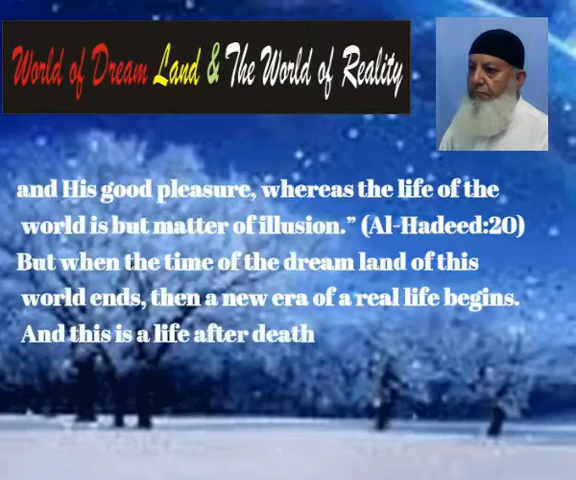 World of Dream Land & The World of Reality
and His good pleasure, whereas the life of the
world is but matter of illusion.” (Al-Hadeed:20)
But when the time of the dream land of this
world ends, then a new era of a real life begins.
And this is a life after death